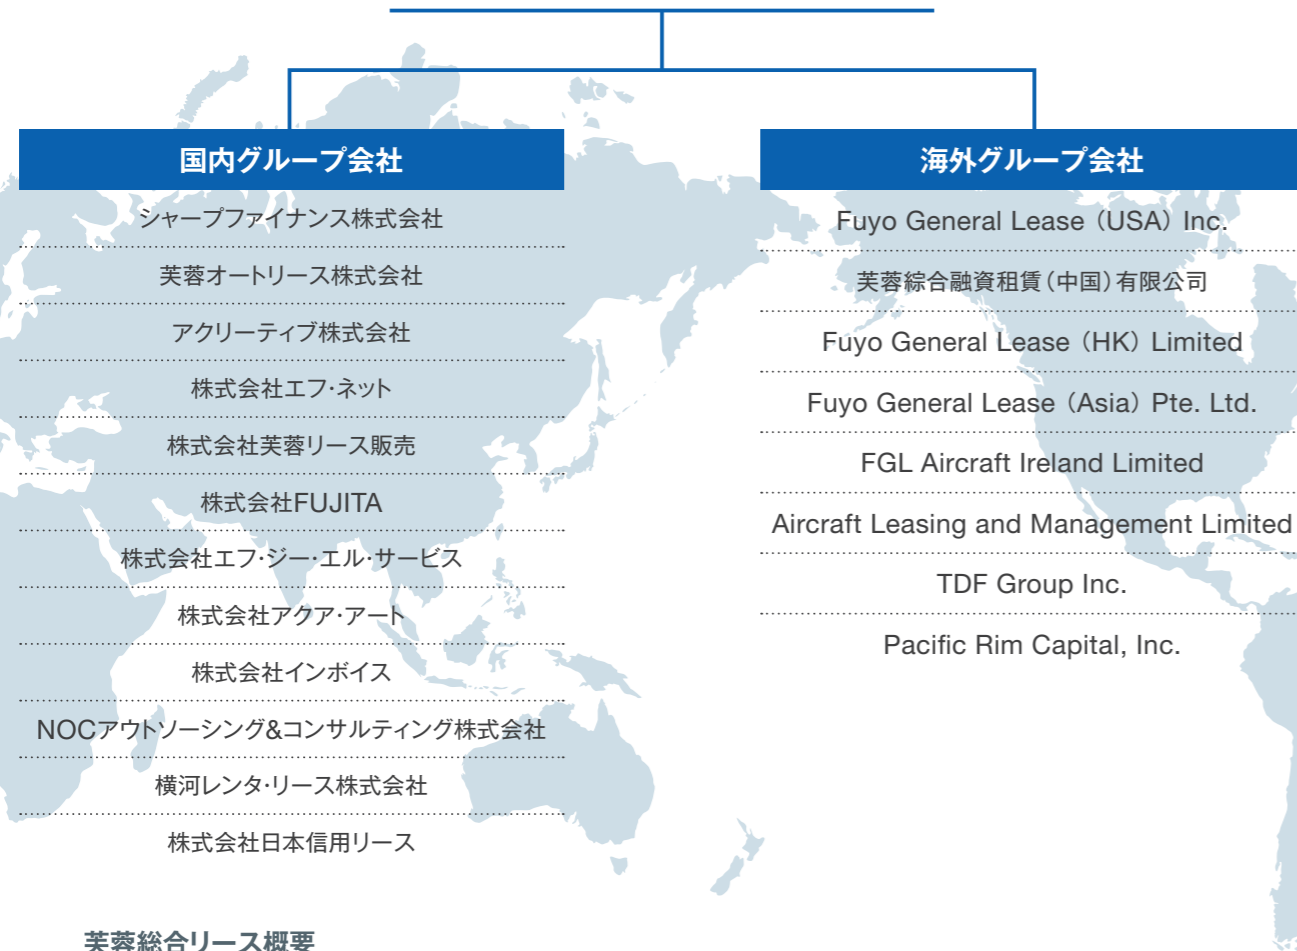 国内グループ会社
シャープファイナンス株式会社
芙蓉オートリース株式会社
アクリーティブ株式会社
株式会社エフ・ネット
株式会社芙蓉リース販売
株式会社FUJITA
株式会社エフ・ジー・エル・サービス
株式会社アクア・アート
株式会社インボイス
NOCアウトソーシング&コンサルティング株式会社
横河レンタ・リース株式会社
株式会社日本信用リース
海外グループ会社
Fuyo General Lease（USA）Inc.
芙蓉綜合融資租賃（中国）有限公司
Fuyo General Lease（HK）Limited
Fuyo General Lease（Asia）Pte. Ltd.
FGL Aircraft Ireland Limited
Aircraft Leasing and Management Limited
TDF Group Inc.
Pacific Rim Capital, Inc.
芙蓉総合リース概要